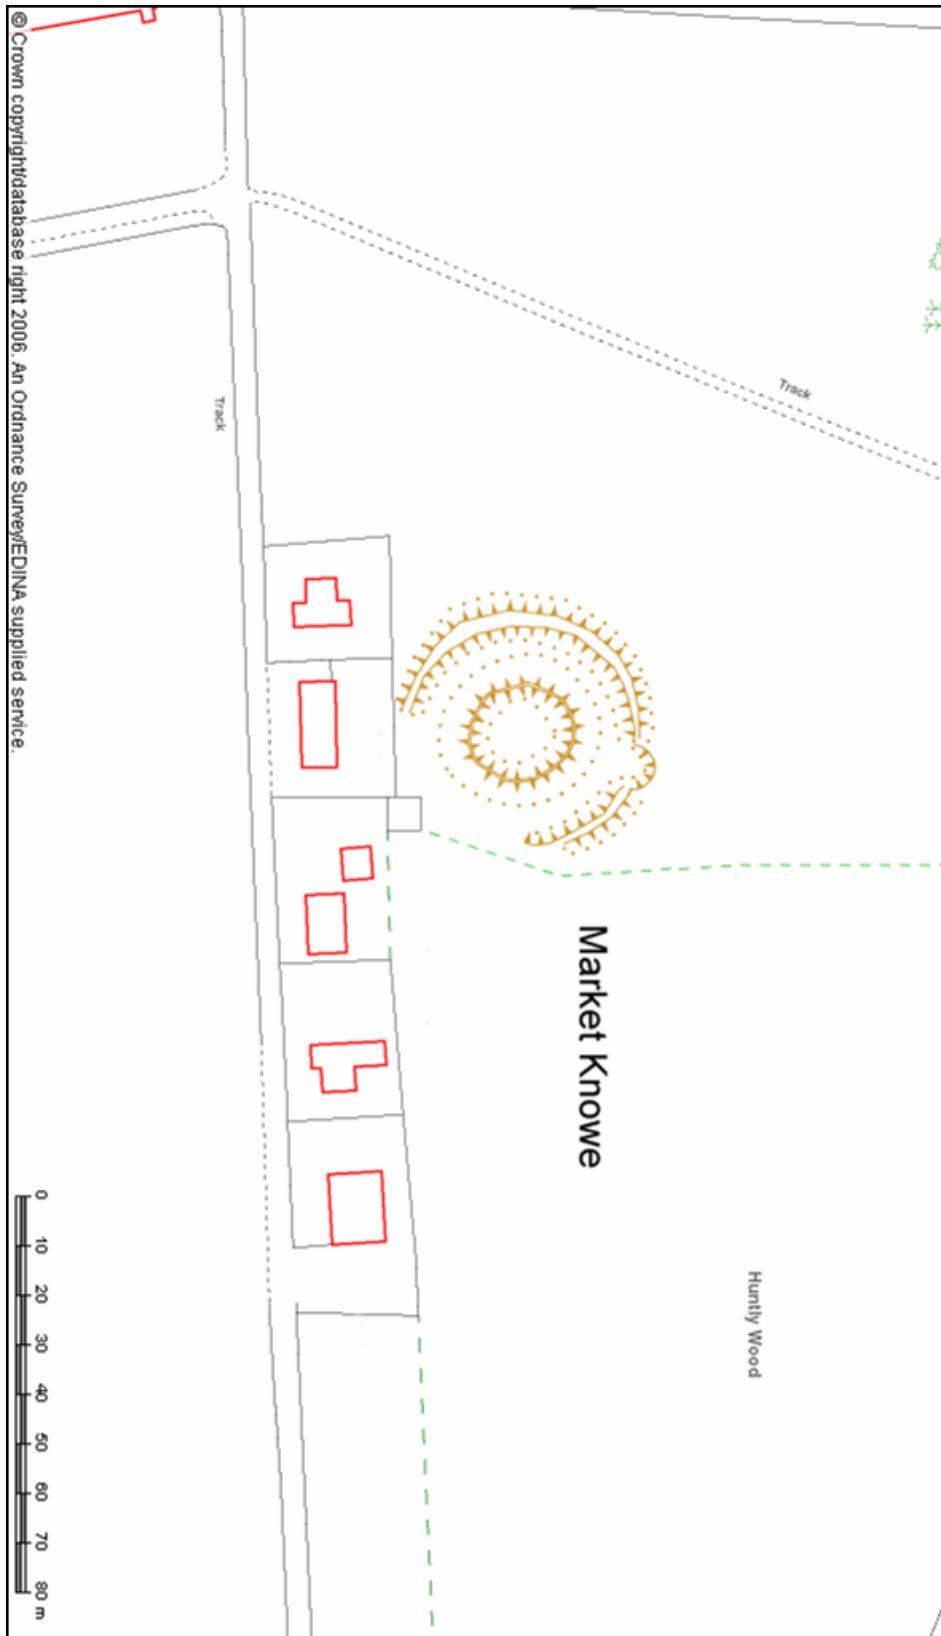 © Crown copyright/database right 2006. An Ordnance Survey/EDINA supplied service.
Track
Track
Market Knowe
Huntly Wood
0 10 20 30 40 50 60 70 80 m